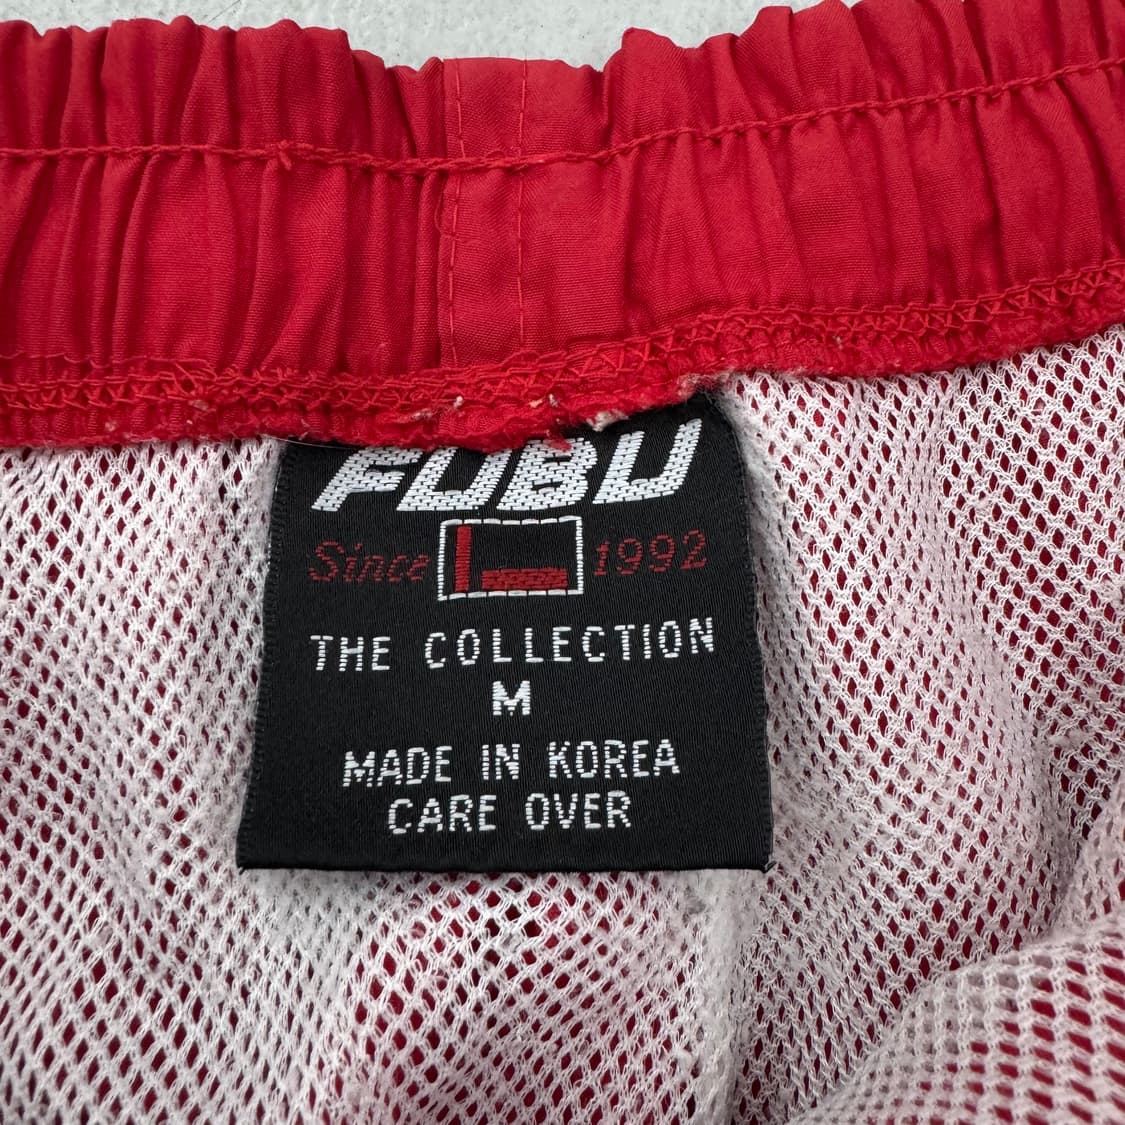 FUBU
Since 1992
THE COLLECTION
M
MADE IN KOREA
CARE OVER